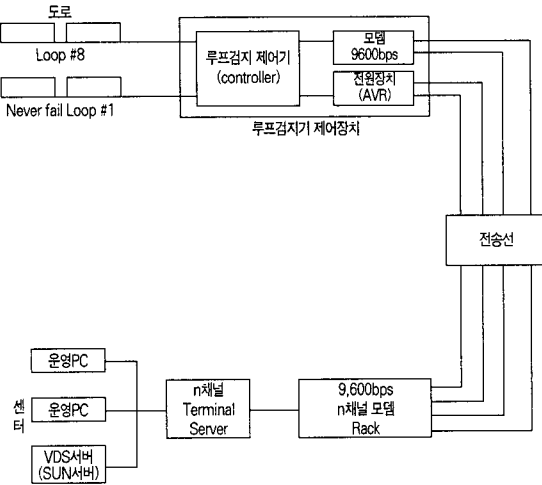 도로
Loop #8
Never fail Loop #1
루프검지 제어기
(controller)
모뎀
9600bps
전원장치
(AVR)
루프검지기 제어장치
전송선
운영PC
센터
운영PC
VDS서버
(SUN서버)
n채널
Terminal
Server
9,600bps
n채널 모뎀
Rack